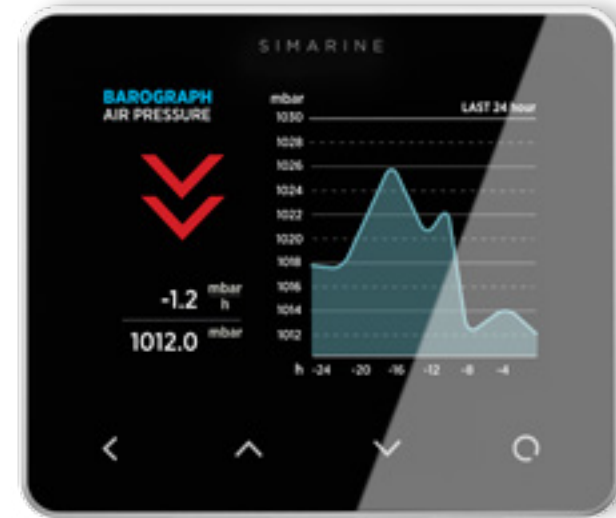 SIMARINE
BAROGRAPH
AIR PRESSURE
-1.2 mbar
h
1012.0 mbar
mbar
LAST 24 hour
1030
1028
1026
1024
1022
1020
1018
1016
1014
1012
h -24 -20 -16 -12 -8 -4